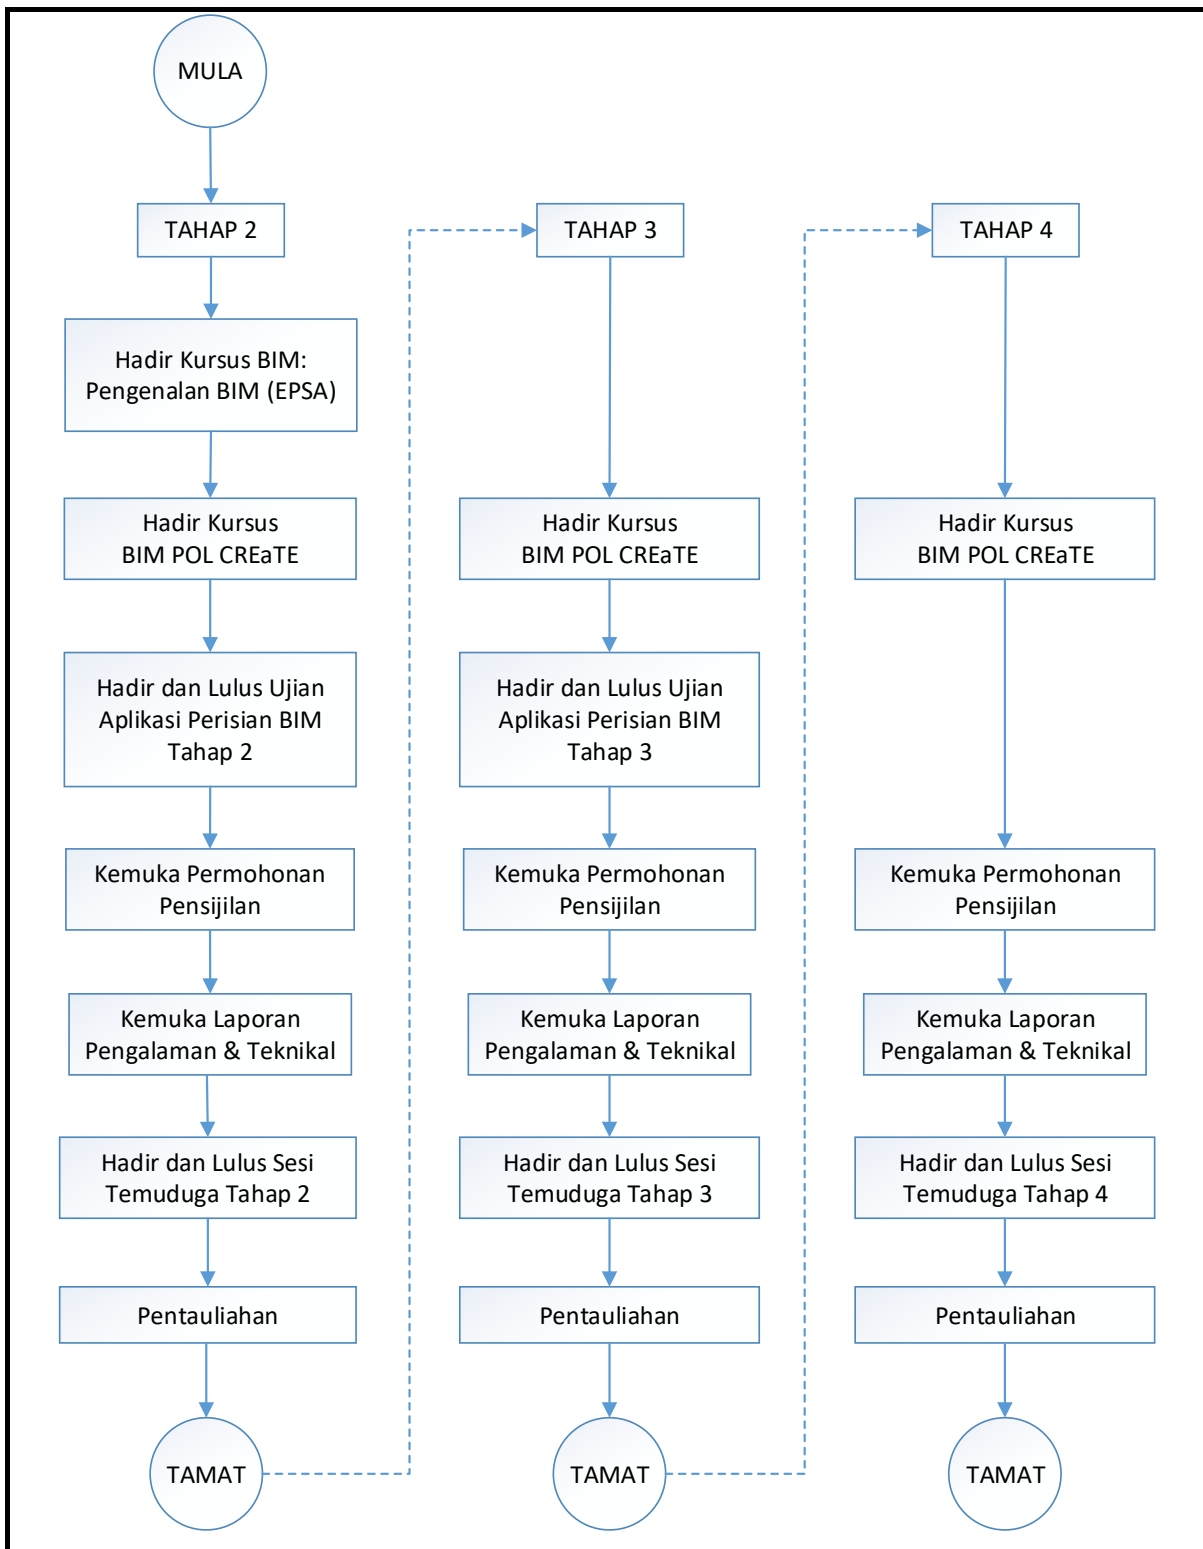 MULA
TAHAP 2
Hadir Kursus BIM:
Pengenalan BIM (EPSA)
Hadir Kursus
BIM POL CREaTE
Hadir dan Lulus Ujian
Aplikasi Perisian BIM
Tahap 2
Kemuka Permohonan
Pensijilan
Kemuka Laporan
Pengalaman & Teknikal
Hadir dan Lulus Sesi
Temuduga Tahap 2
Pentauliahan
TAMAT
TAHAP 3
Hadir Kursus
BIM POL CREaTE
Hadir dan Lulus Ujian
Aplikasi Perisian BIM
Tahap 3
Kemuka Permohonan
Pensijilan
Kemuka Laporan
Pengalaman & Teknikal
Hadir dan Lulus Sesi
Temuduga Tahap 3
Pentauliahan
TAMAT
TAHAP 4
Hadir Kursus
BIM POL CREaTE
Kemuka Permohonan
Pensijilan
Kemuka Laporan
Pengalaman & Teknikal
Hadir dan Lulus Sesi
Temuduga Tahap 4
Pentauliahan
TAMAT